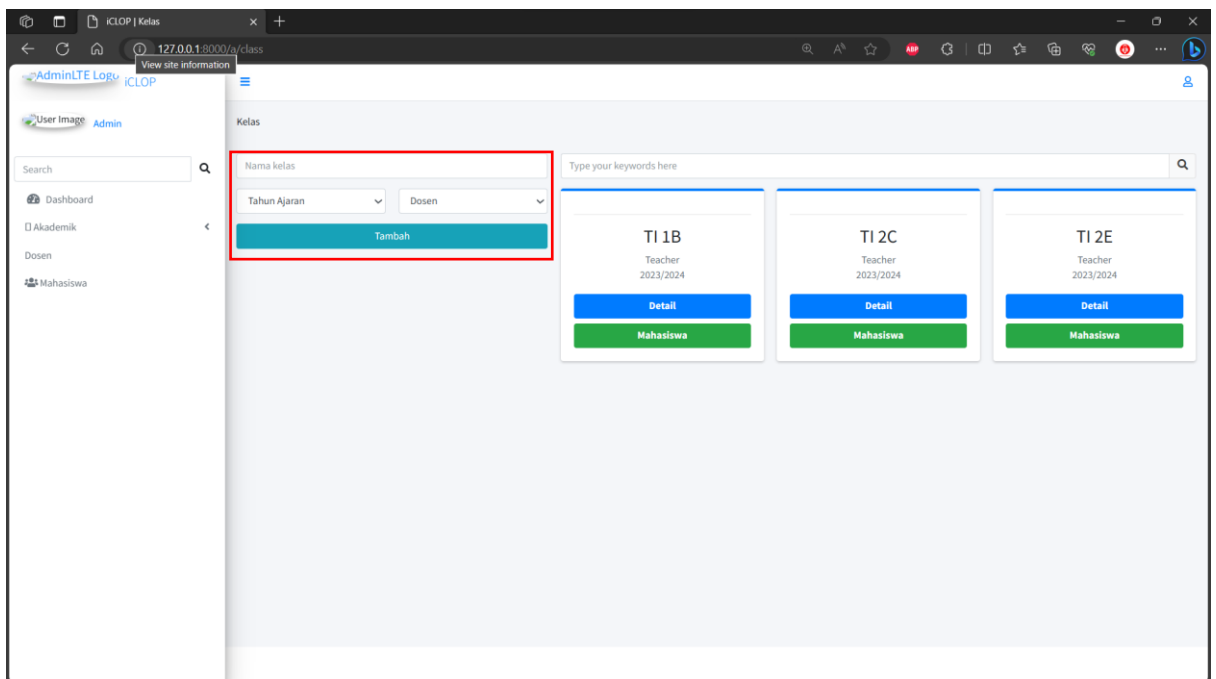 iCLOP | Kelas
127.0.0.1:8000/a/class
View site information
AdminLTE Logo iCLOP
User Image Admin
Search
Dashboard
Akademik
Dosen
Mahasiswa
Kelas
Nama kelas
Tahun Ajaran Dosen
Tambah
Type your keywords here
TI 1B
Teacher
2023/2024
Detail
Mahasiswa
TI 2C
Teacher
2023/2024
Detail
Mahasiswa
TI 2E
Teacher
2023/2024
Detail
Mahasiswa